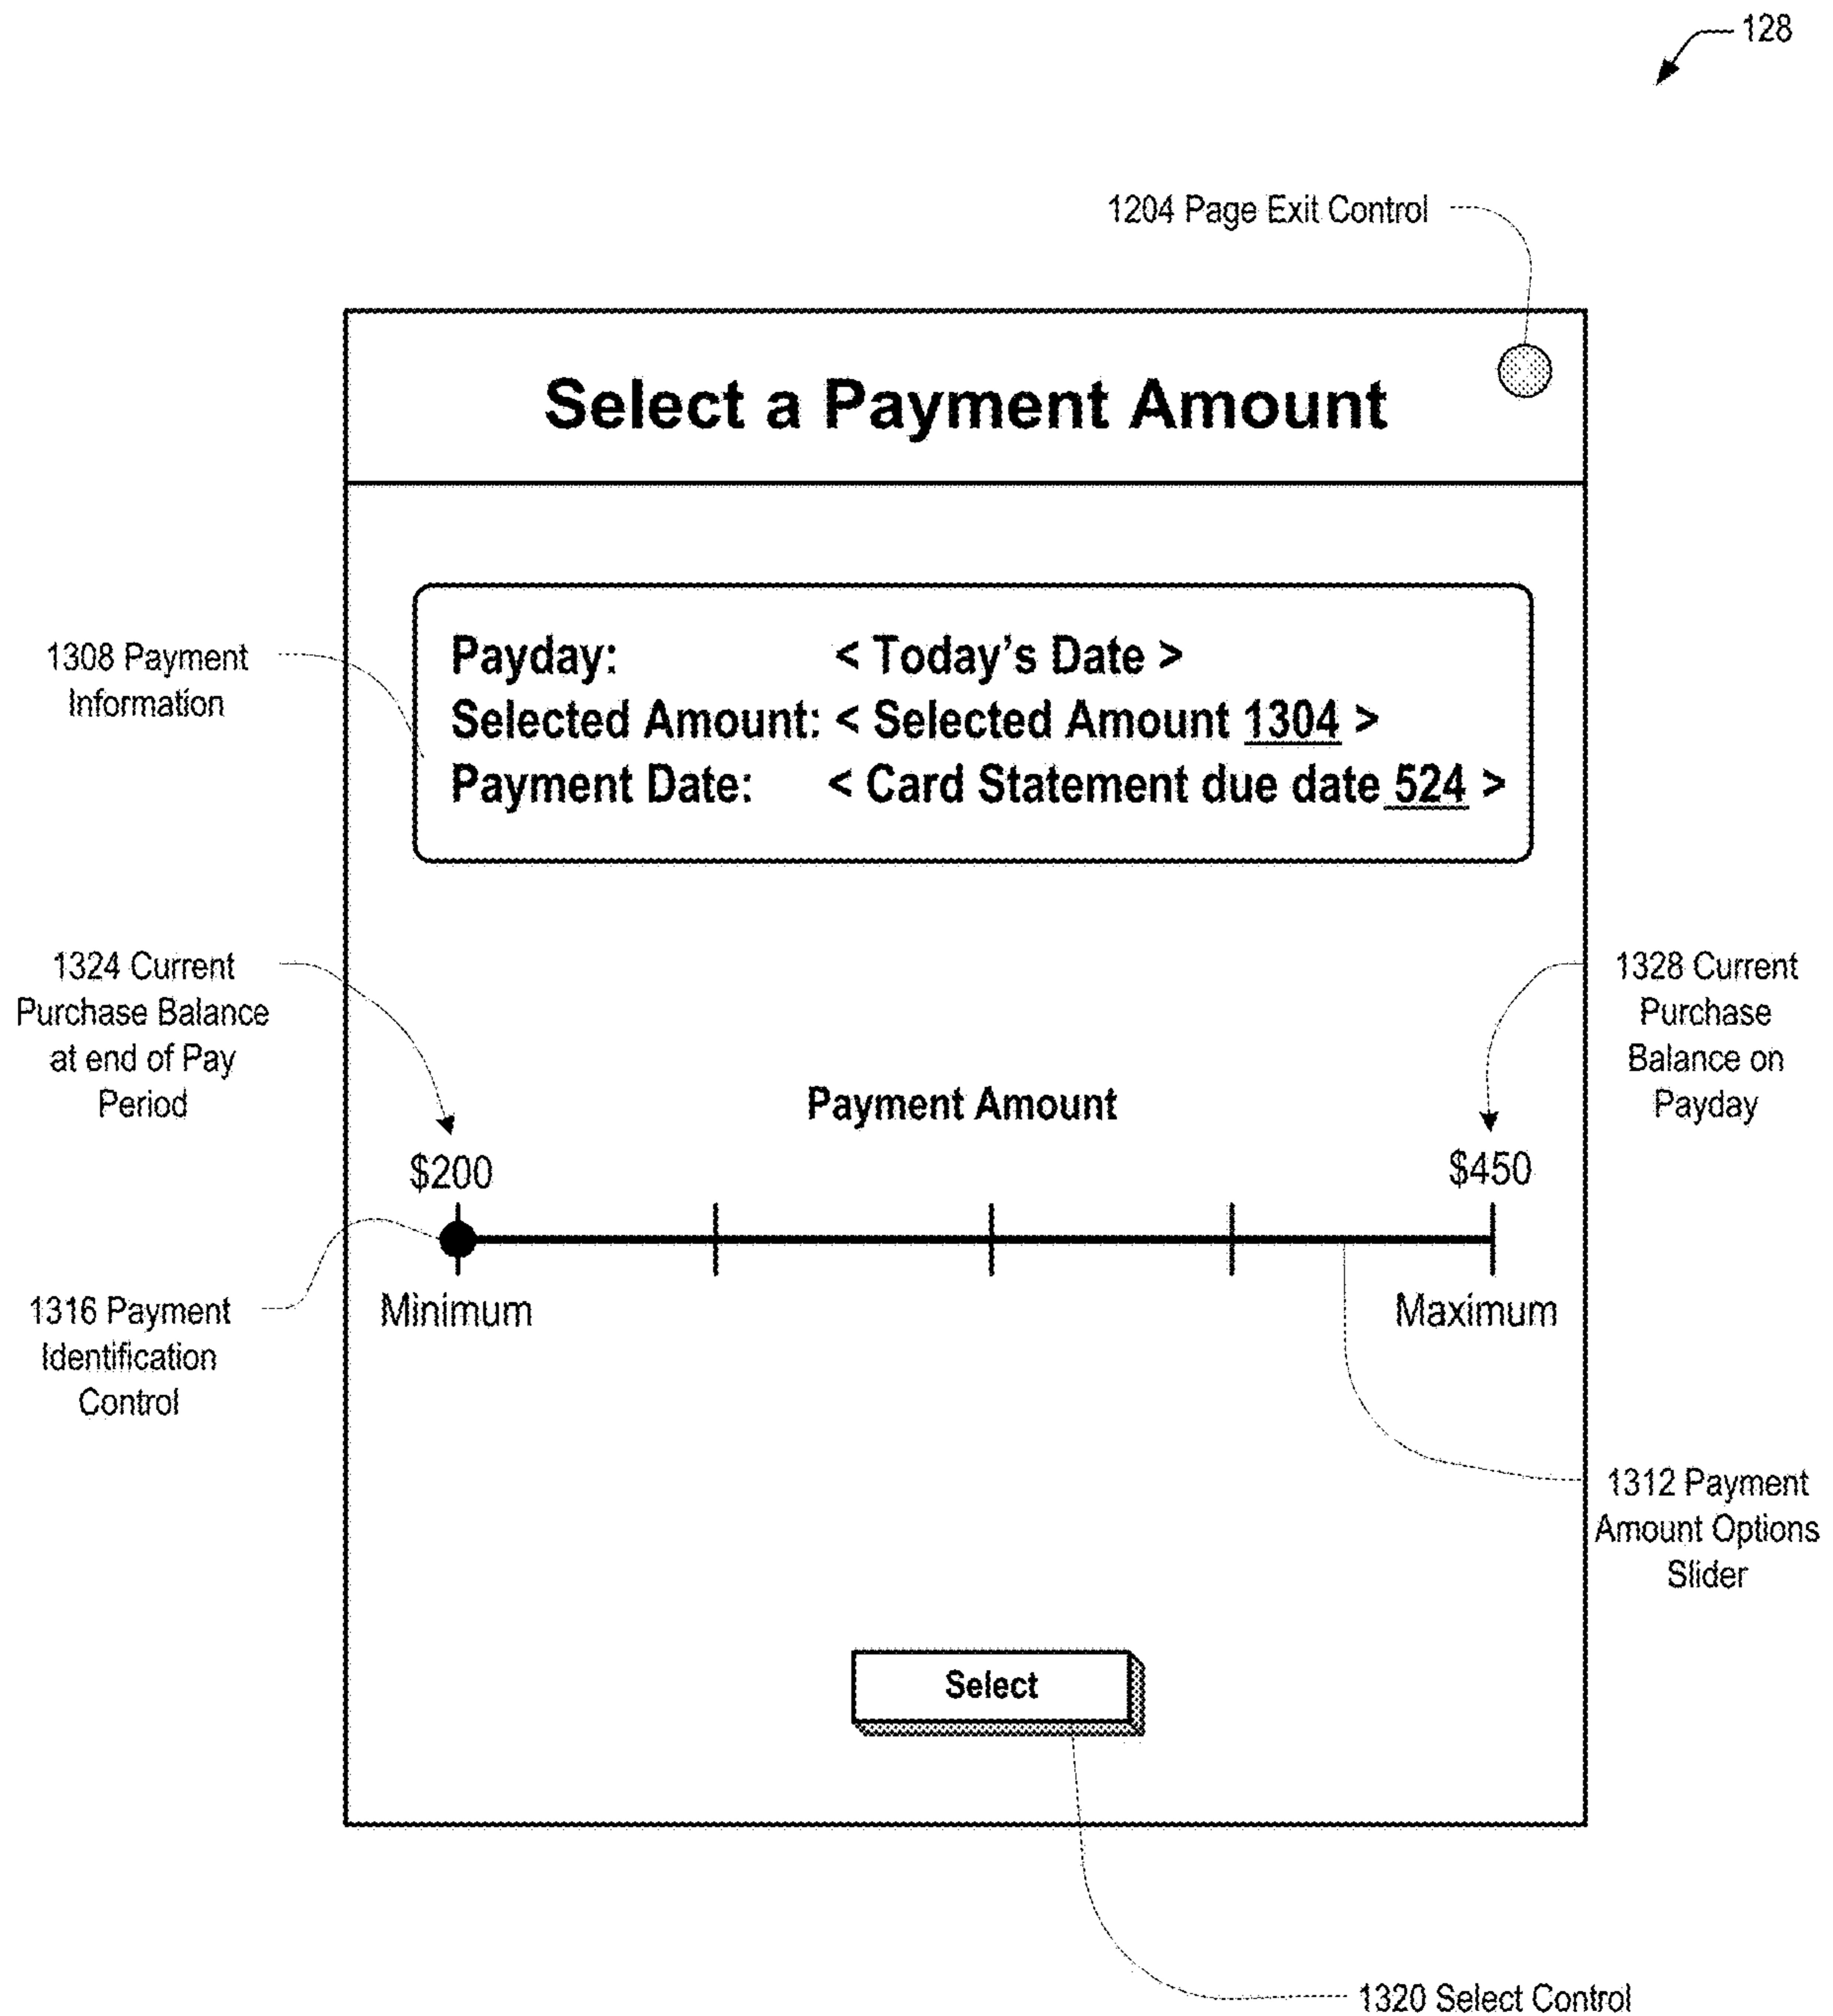 128
1204 Page Exit Control
Select a Payment Amount
1308 Payment
Information
Payday: < Today's Date >
Selected Amount: < Selected Amount 1304 >
Payment Date: < Card Statement due date 524 >
1324 Current
Purchase Balance
at end of Pay
Period
1328 Current
Purchase
Balance on
Payday
Payment Amount
$200 $450
Minimum Maximum
1316 Payment
Identification
Control
1312 Payment
Amount Options
Slider
Select
1320 Select Control